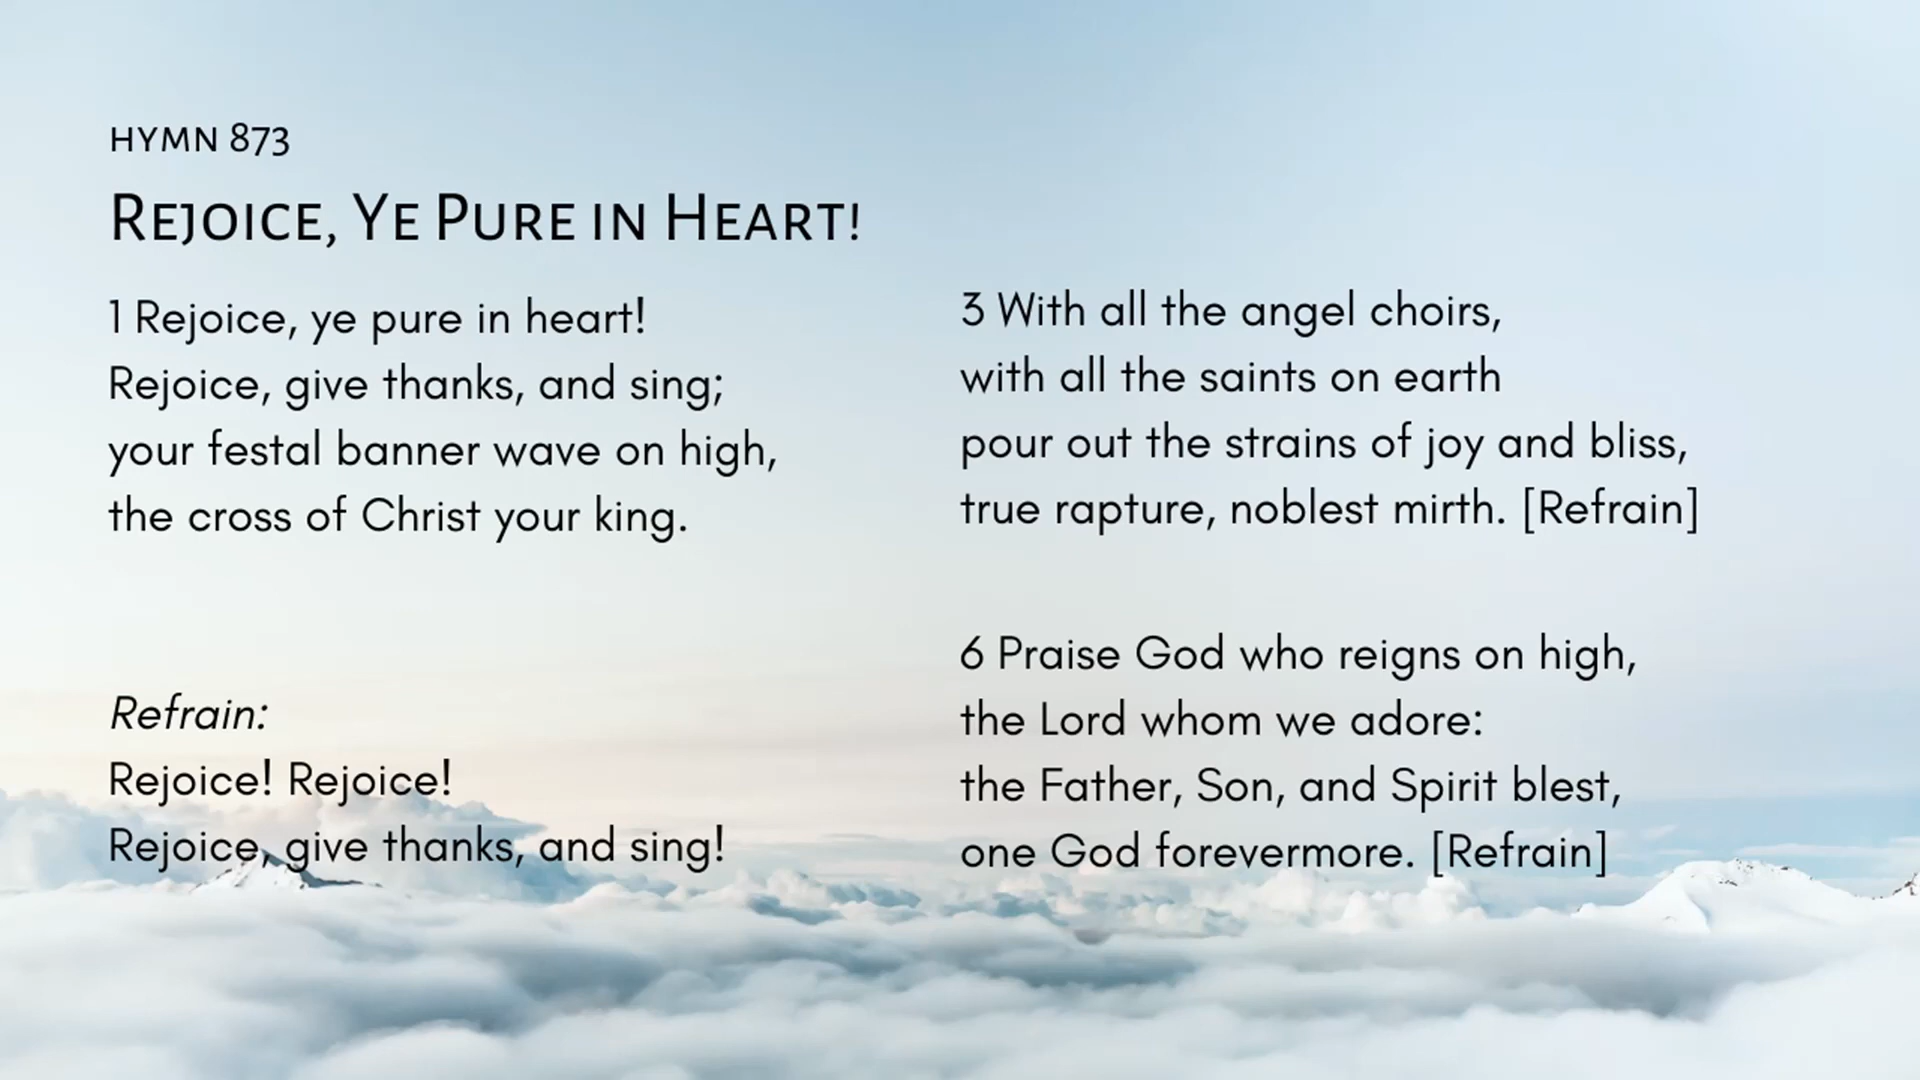 HYMN 873
REJOICE, YE PURE IN HEART!
1 Rejoice, ye pure in heart!
Rejoice, give thanks, and sing;
your festal banner wave on high,
the cross of Christ your king.
Refrain:
Rejoice! Rejoice!
Rejoice, give thanks, and sing!
3 With all the angel choirs,
with all the saints on earth
pour out the strains of joy and bliss,
true rapture, noblest mirth. [Refrain]
6 Praise God who reigns on high,
the Lord whom we adore:
the Father, Son, and Spirit blest,
one God forevermore. [Refrain]